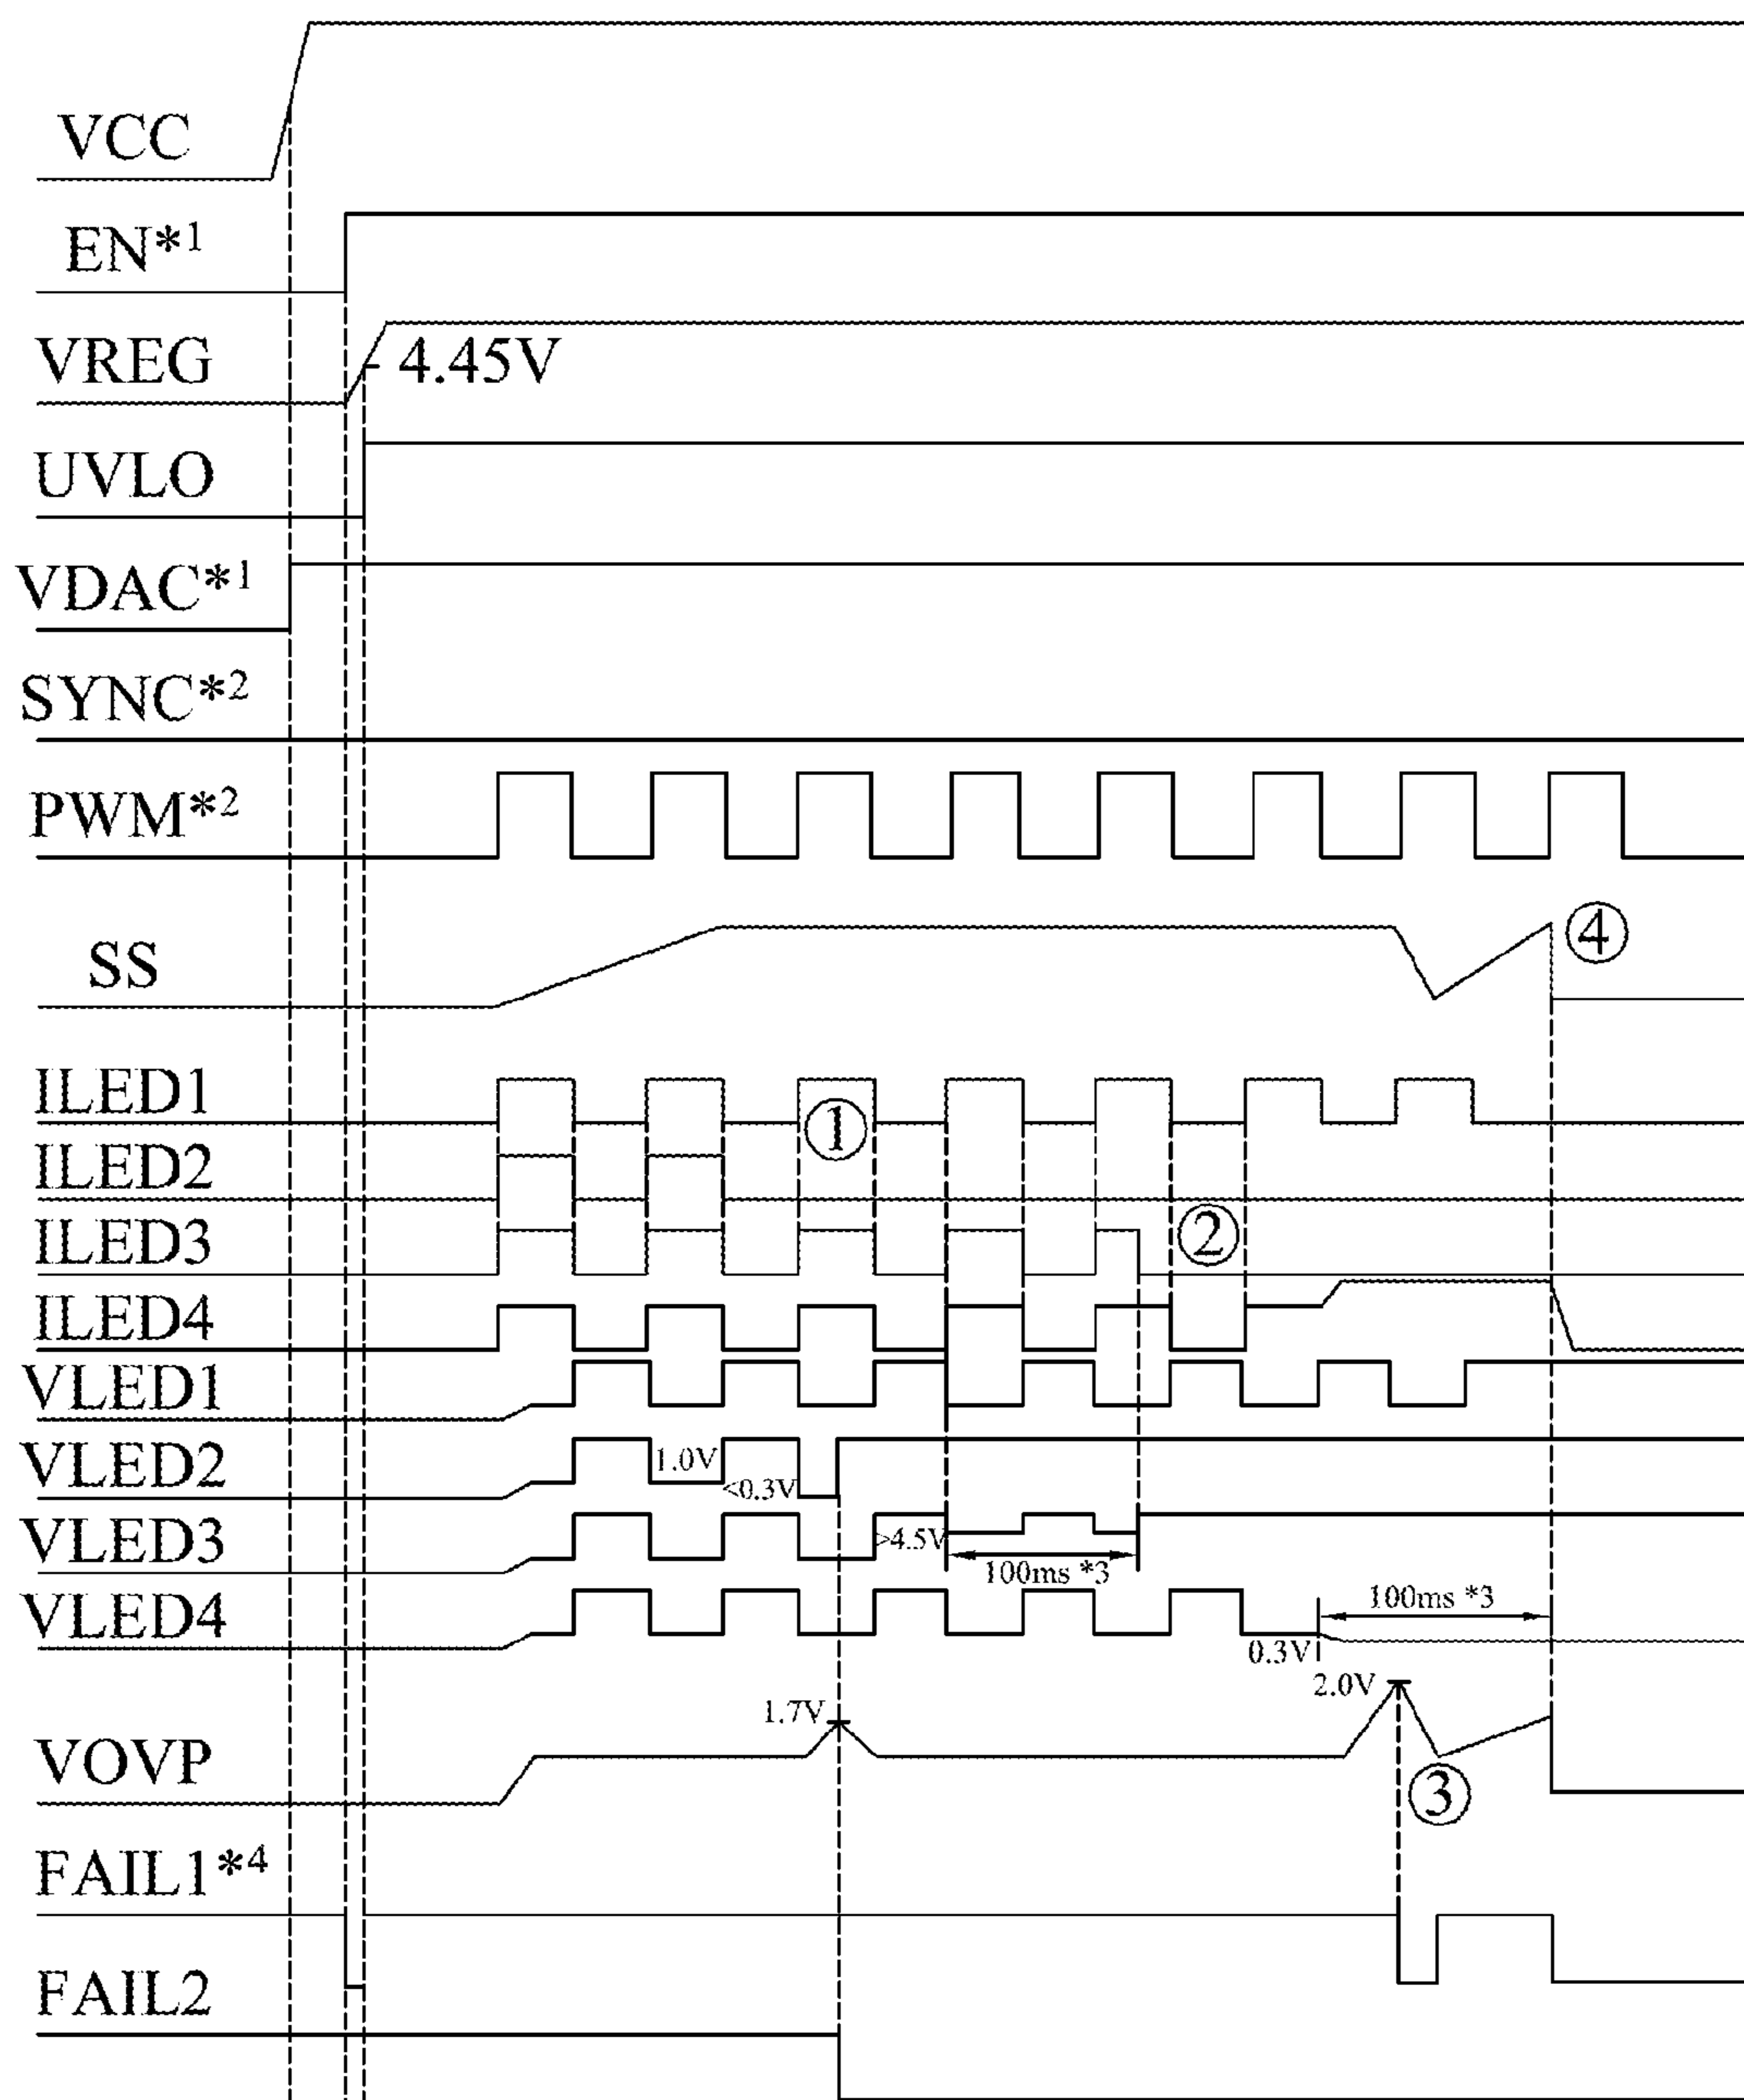 VCC
EN*1
VREG
4.45V
UVLO
VDAC*1
SYNC*2
PWM*2
SS
④
ILED1
①
ILED2
ILED3
②
ILED4
VLED1
VLED2
1.0V
<0.3V
VLED3
>4.5V
100ms *3
VLED4
100ms *3
0.3V
2.0V
1.7V
VOVP
③
FAIL1*4
FAIL2